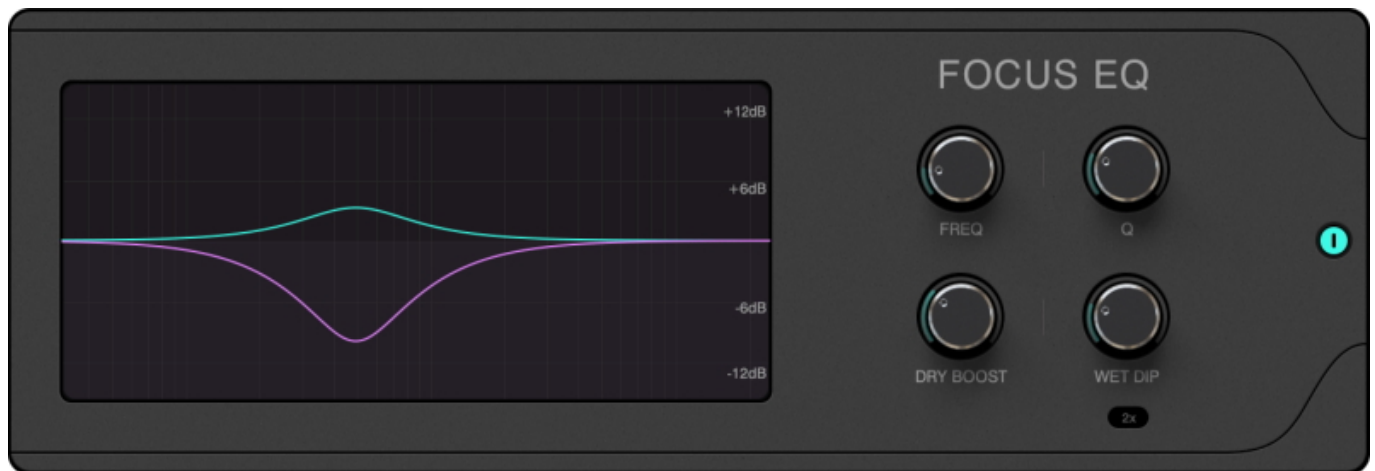 FOCUS EQ
+12dB
+6dB
-6dB
-12dB
FREQ
Q
DRY BOOST
WET DIP
2x